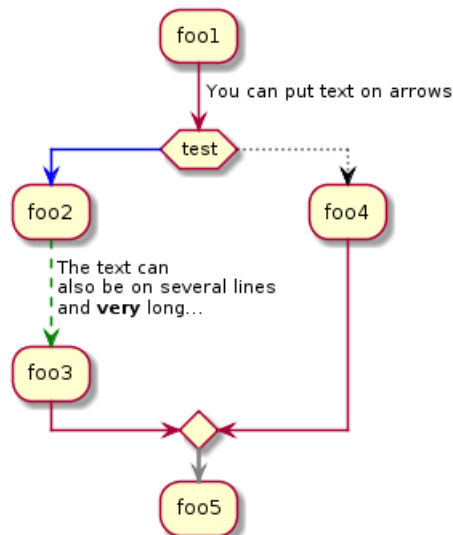 foo1
You can put text on arrows
test
foo2
foo4
The text can
also be on several lines
and very long...
foo3
foo5